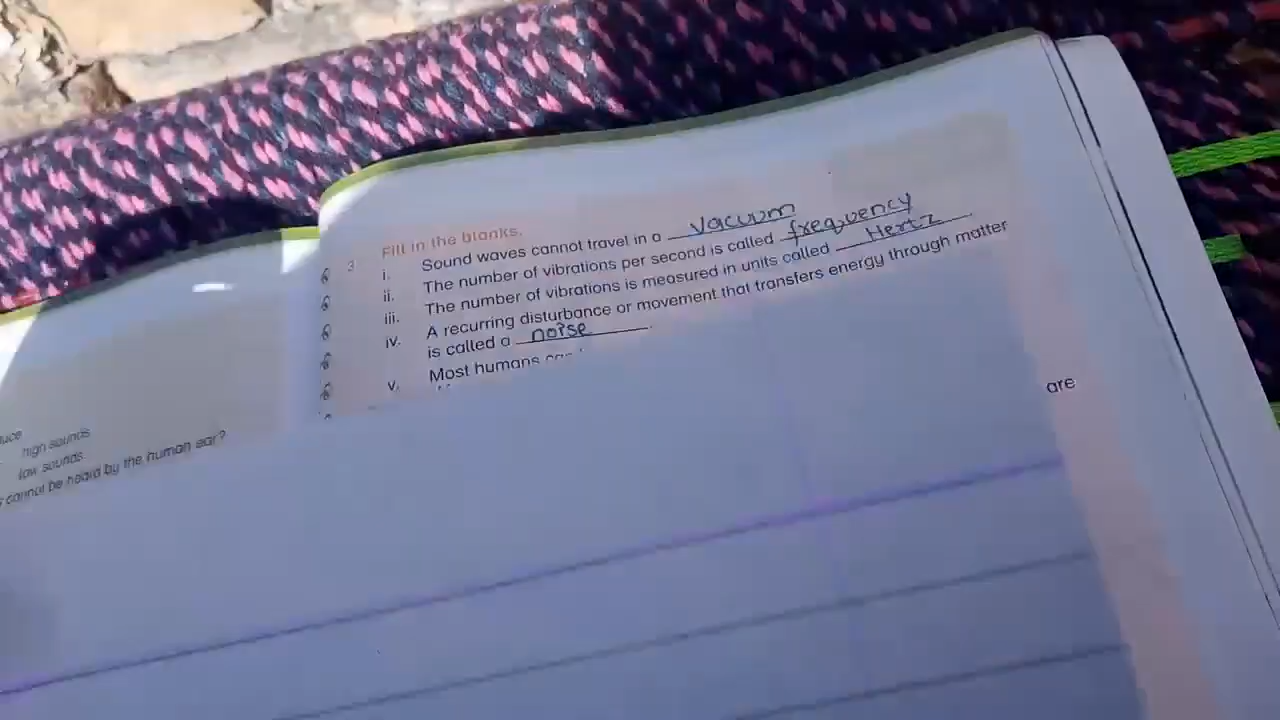 uce
high sounds
low sounds
cannot be heard by the human ear?
3 Fill in the blanks.
i. Sound waves cannot travel in a vacuum
ii. The number of vibrations per second is called frequency
iii. The number of vibrations is measured in units called Hertz.
iv. A recurring disturbance or movement that transfers energy through matter
is called a noise.
v. Most humans
are